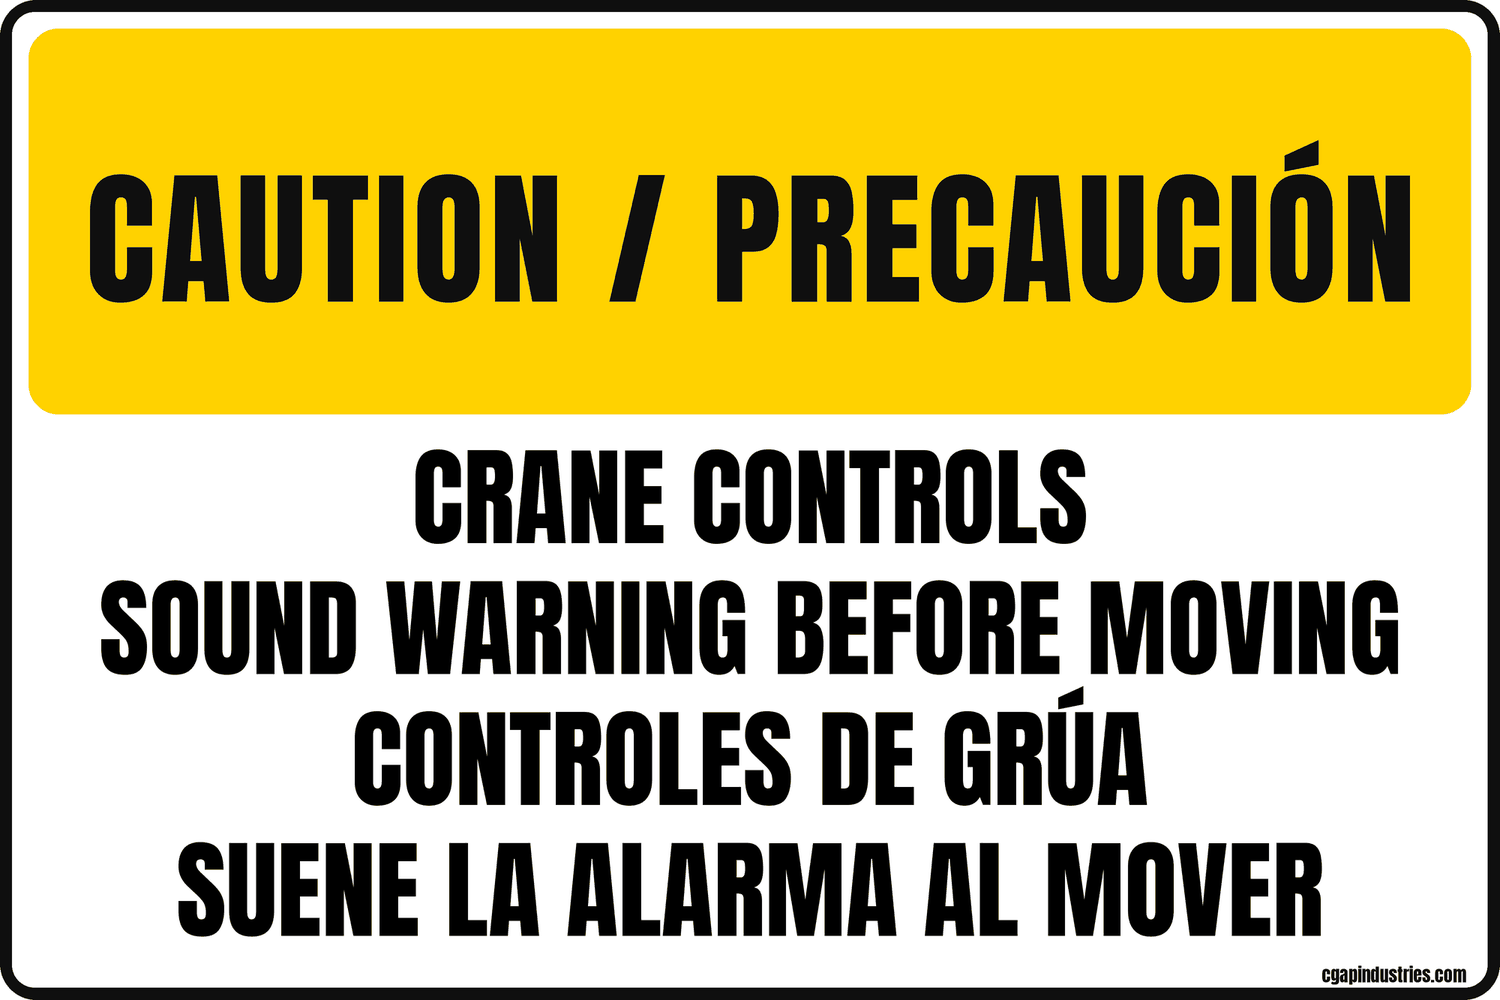 CAUTION / PRECAUCIÓN
CRANE CONTROLS
SOUND WARNING BEFORE MOVING
CONTROLES DE GRÚA
SUENE LA ALARMA AL MOVER
cgapindustries.com